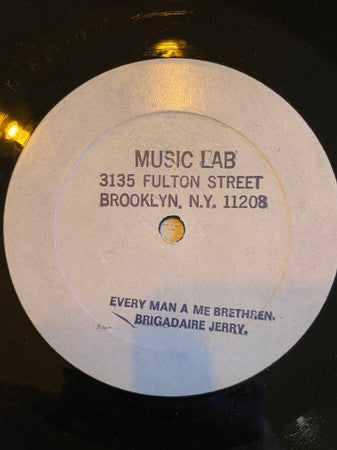 MUSIC LAB
3135 FULTON STREET
BROOKLYN, N.Y. 11208
EVERY MAN A ME BRETHREN.
BRIGADAIRE JERRY.